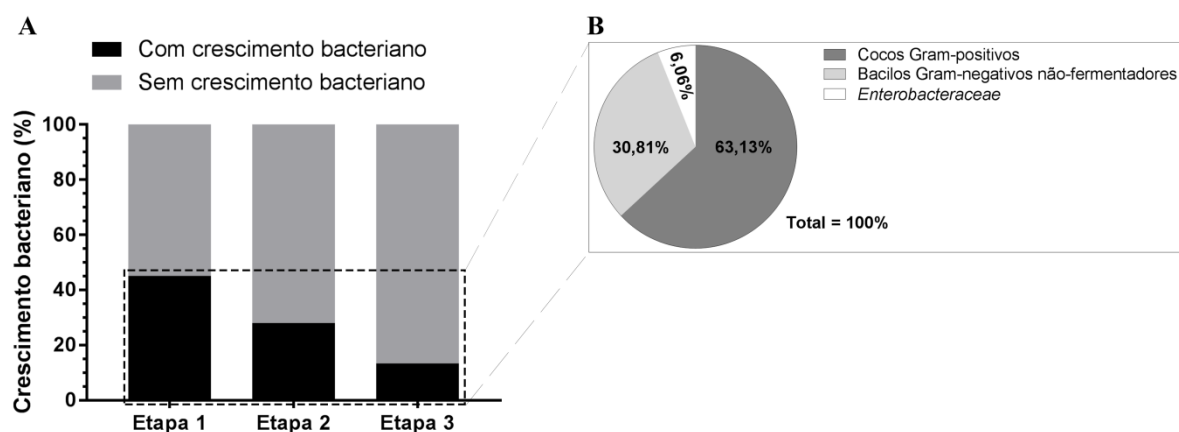 A
Com crescimento bacteriano
Sem crescimento bacteriano
Crescimento bacteriano (%)
100
80
60
40
20
0
Etapa 1 Etapa 2 Etapa 3
B
6,06%
30,81%
63,13%
Cocos Gram-positivos
Bacilos Gram-negativos não-fermentadores
Enterobacteraceae
Total = 100%